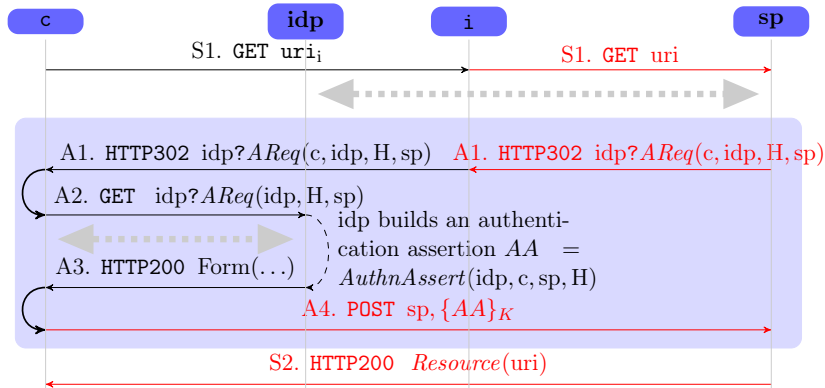 c idp i sp
S1. GET uri_i S1. GET uri
A1. HTTP302 idp?AReq(c, idp, H, sp) A1. HTTP302 idp?AReq(c, idp, H, sp)
A2. GET idp?AReq(idp, H, sp)
idp builds an authenti-
cation assertion AA =
AuthnAssert(idp, c, sp, H)
A3. HTTP200 Form(...)
A4. POST sp, {AA}_K
S2. HTTP200 Resource(uri)